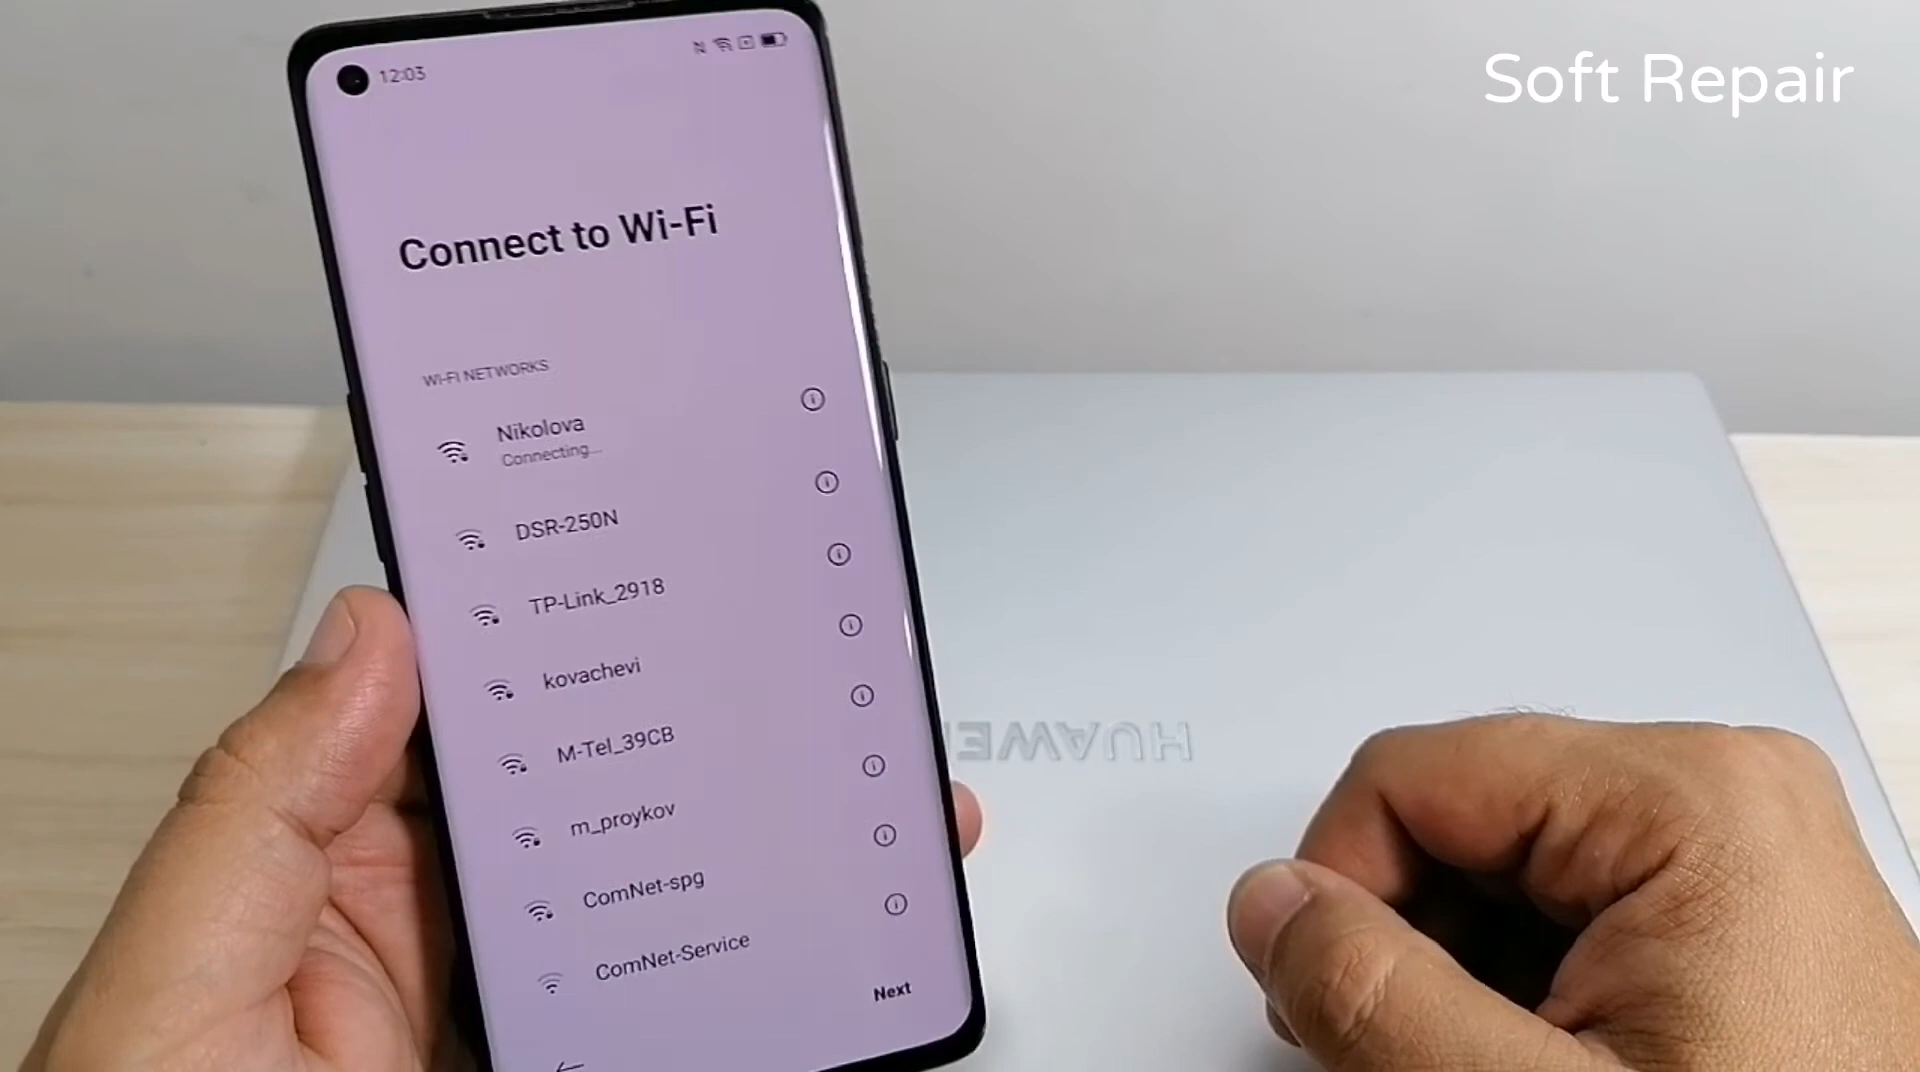 Soft Repair
12:03
Connect to Wi-Fi
WI-FI NETWORKS
Nikolova
Connecting...
DSR-250N
TP-Link_2918
kovachevi
M-Tel_39CB
m_proykov
ComNet-spg
ComNet-Service
Next
HUAWEI